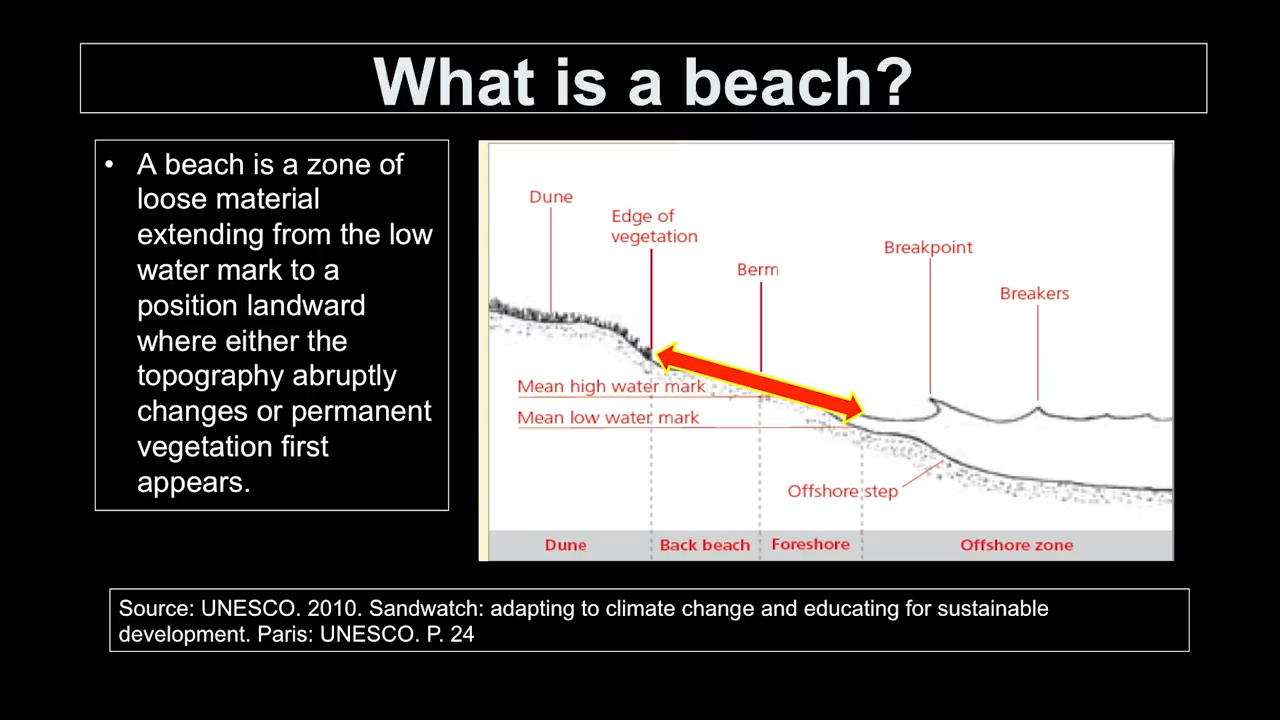 What is a beach?
• A beach is a zone of
loose material
extending from the low
water mark to a
position landward
where either the
topography abruptly
changes or permanent
vegetation first
appears.
Dune
Edge of
vegetation
Berm
Breakpoint
Breakers
Mean high water mark
Mean low water mark
Offshore step
Dune
Back beach
Foreshore
Offshore zone
Source: UNESCO. 2010. Sandwatch: adapting to climate change and educating for sustainable
development. Paris: UNESCO. P. 24